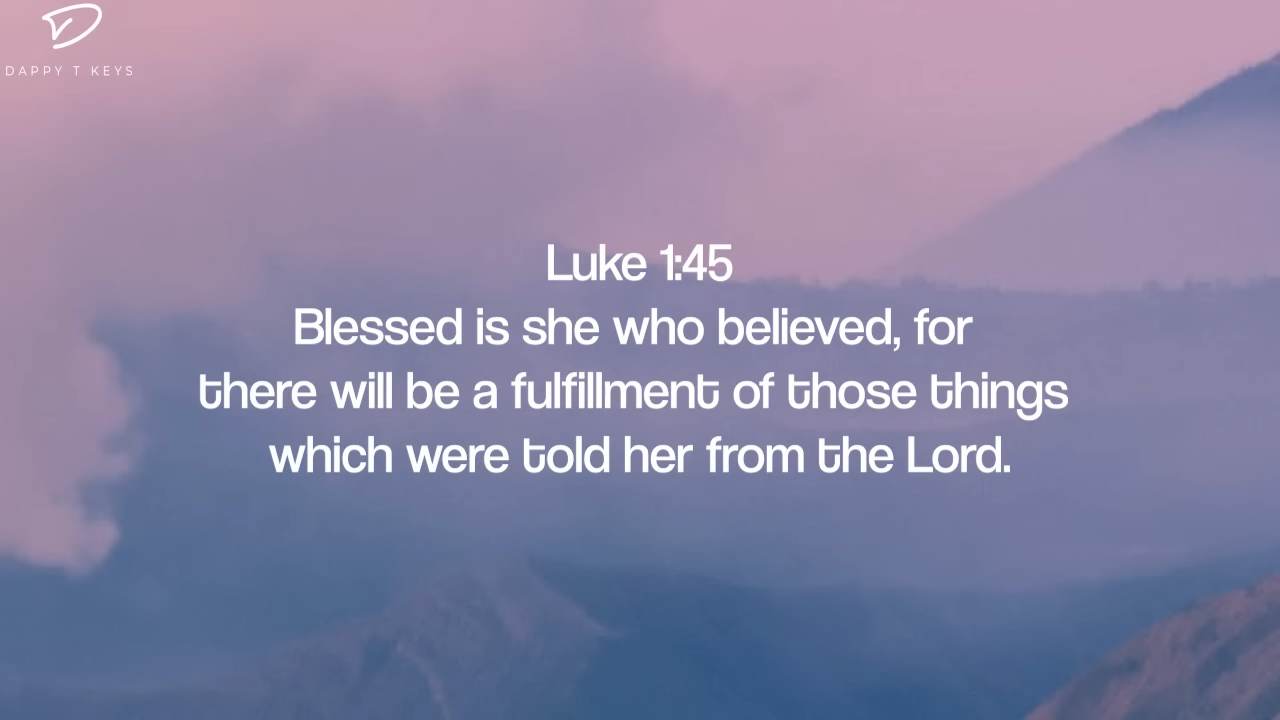 DAPPY T KEYS
Luke 1:45
Blessed is she who believed, for
there will be a fulfillment of those things
which were told her from the Lord.